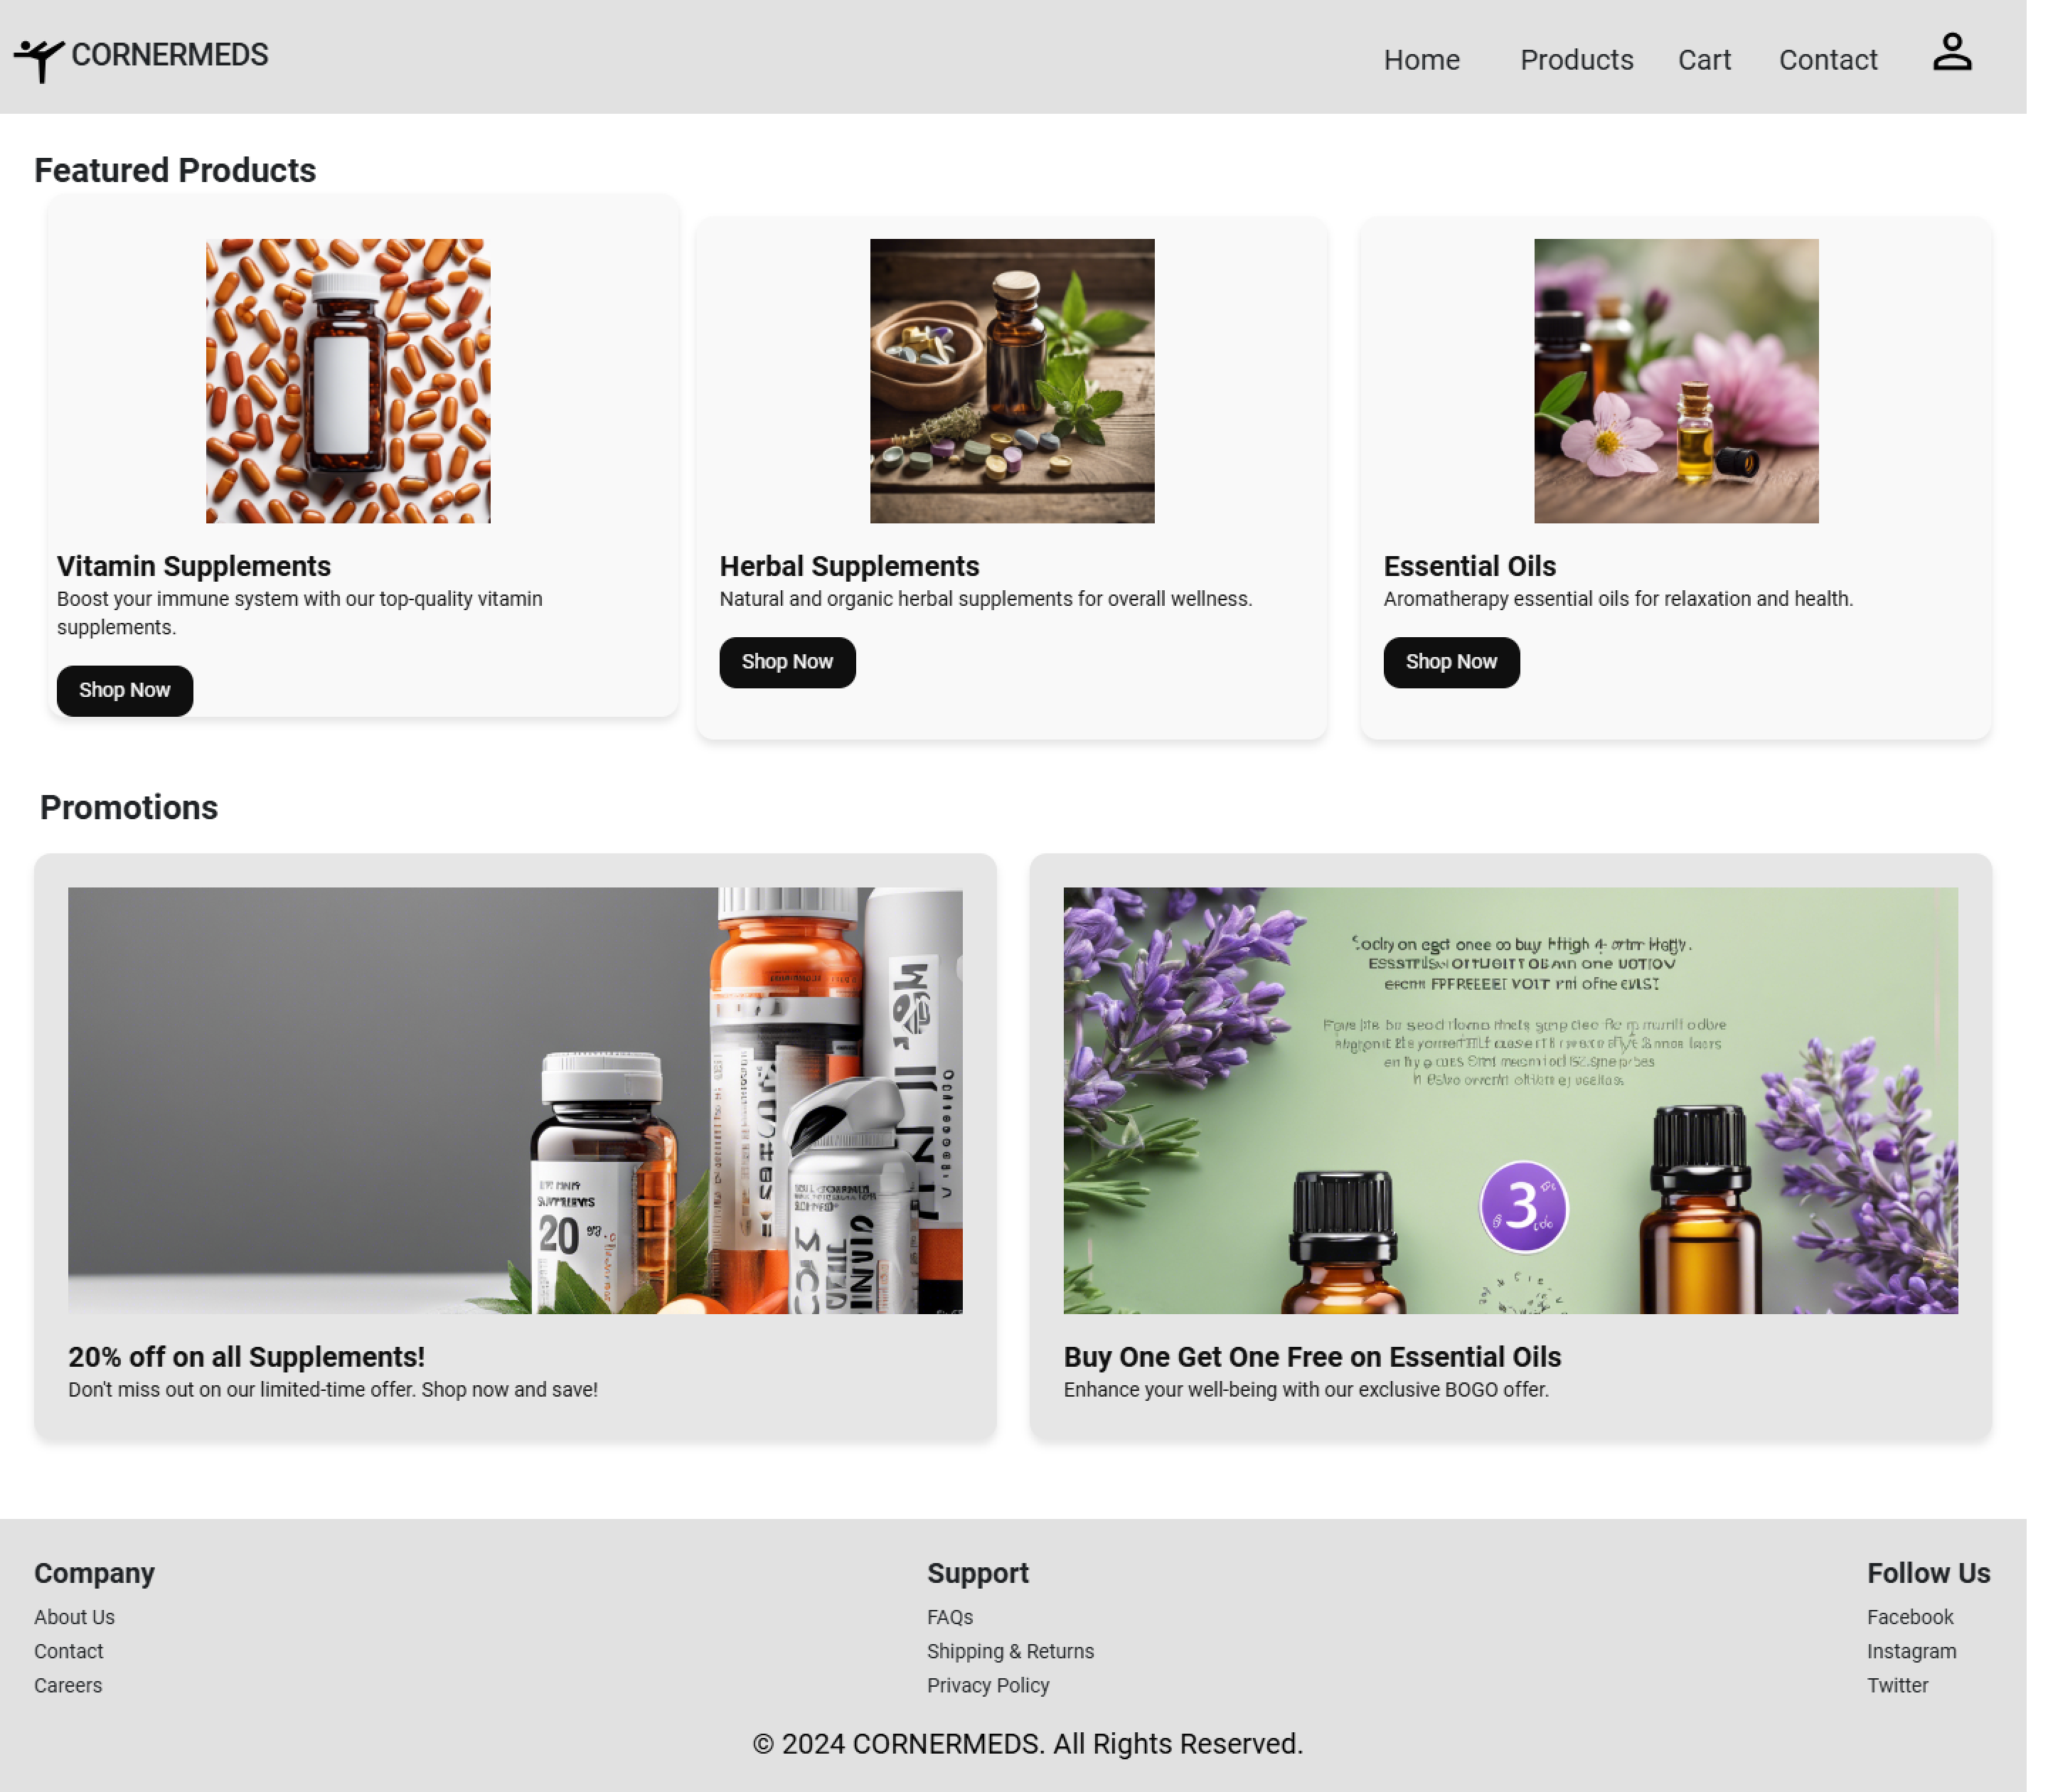 CORNERMEDS
Home Products Cart Contact
Featured Products
Vitamin Supplements
Boost your immune system with our top-quality vitamin
supplements.
Shop Now
Herbal Supplements
Natural and organic herbal supplements for overall wellness.
Shop Now
Essential Oils
Aromatherapy essential oils for relaxation and health.
Shop Now
Promotions
20
20% off on all Supplements!
Don't miss out on our limited-time offer. Shop now and save!
3
Buy One Get One Free on Essential Oils
Enhance your well-being with our exclusive BOGO offer.
Company
About Us
Contact
Careers
Support
FAQs
Shipping & Returns
Privacy Policy
Follow Us
Facebook
Instagram
Twitter
© 2024 CORNERMEDS. All Rights Reserved.